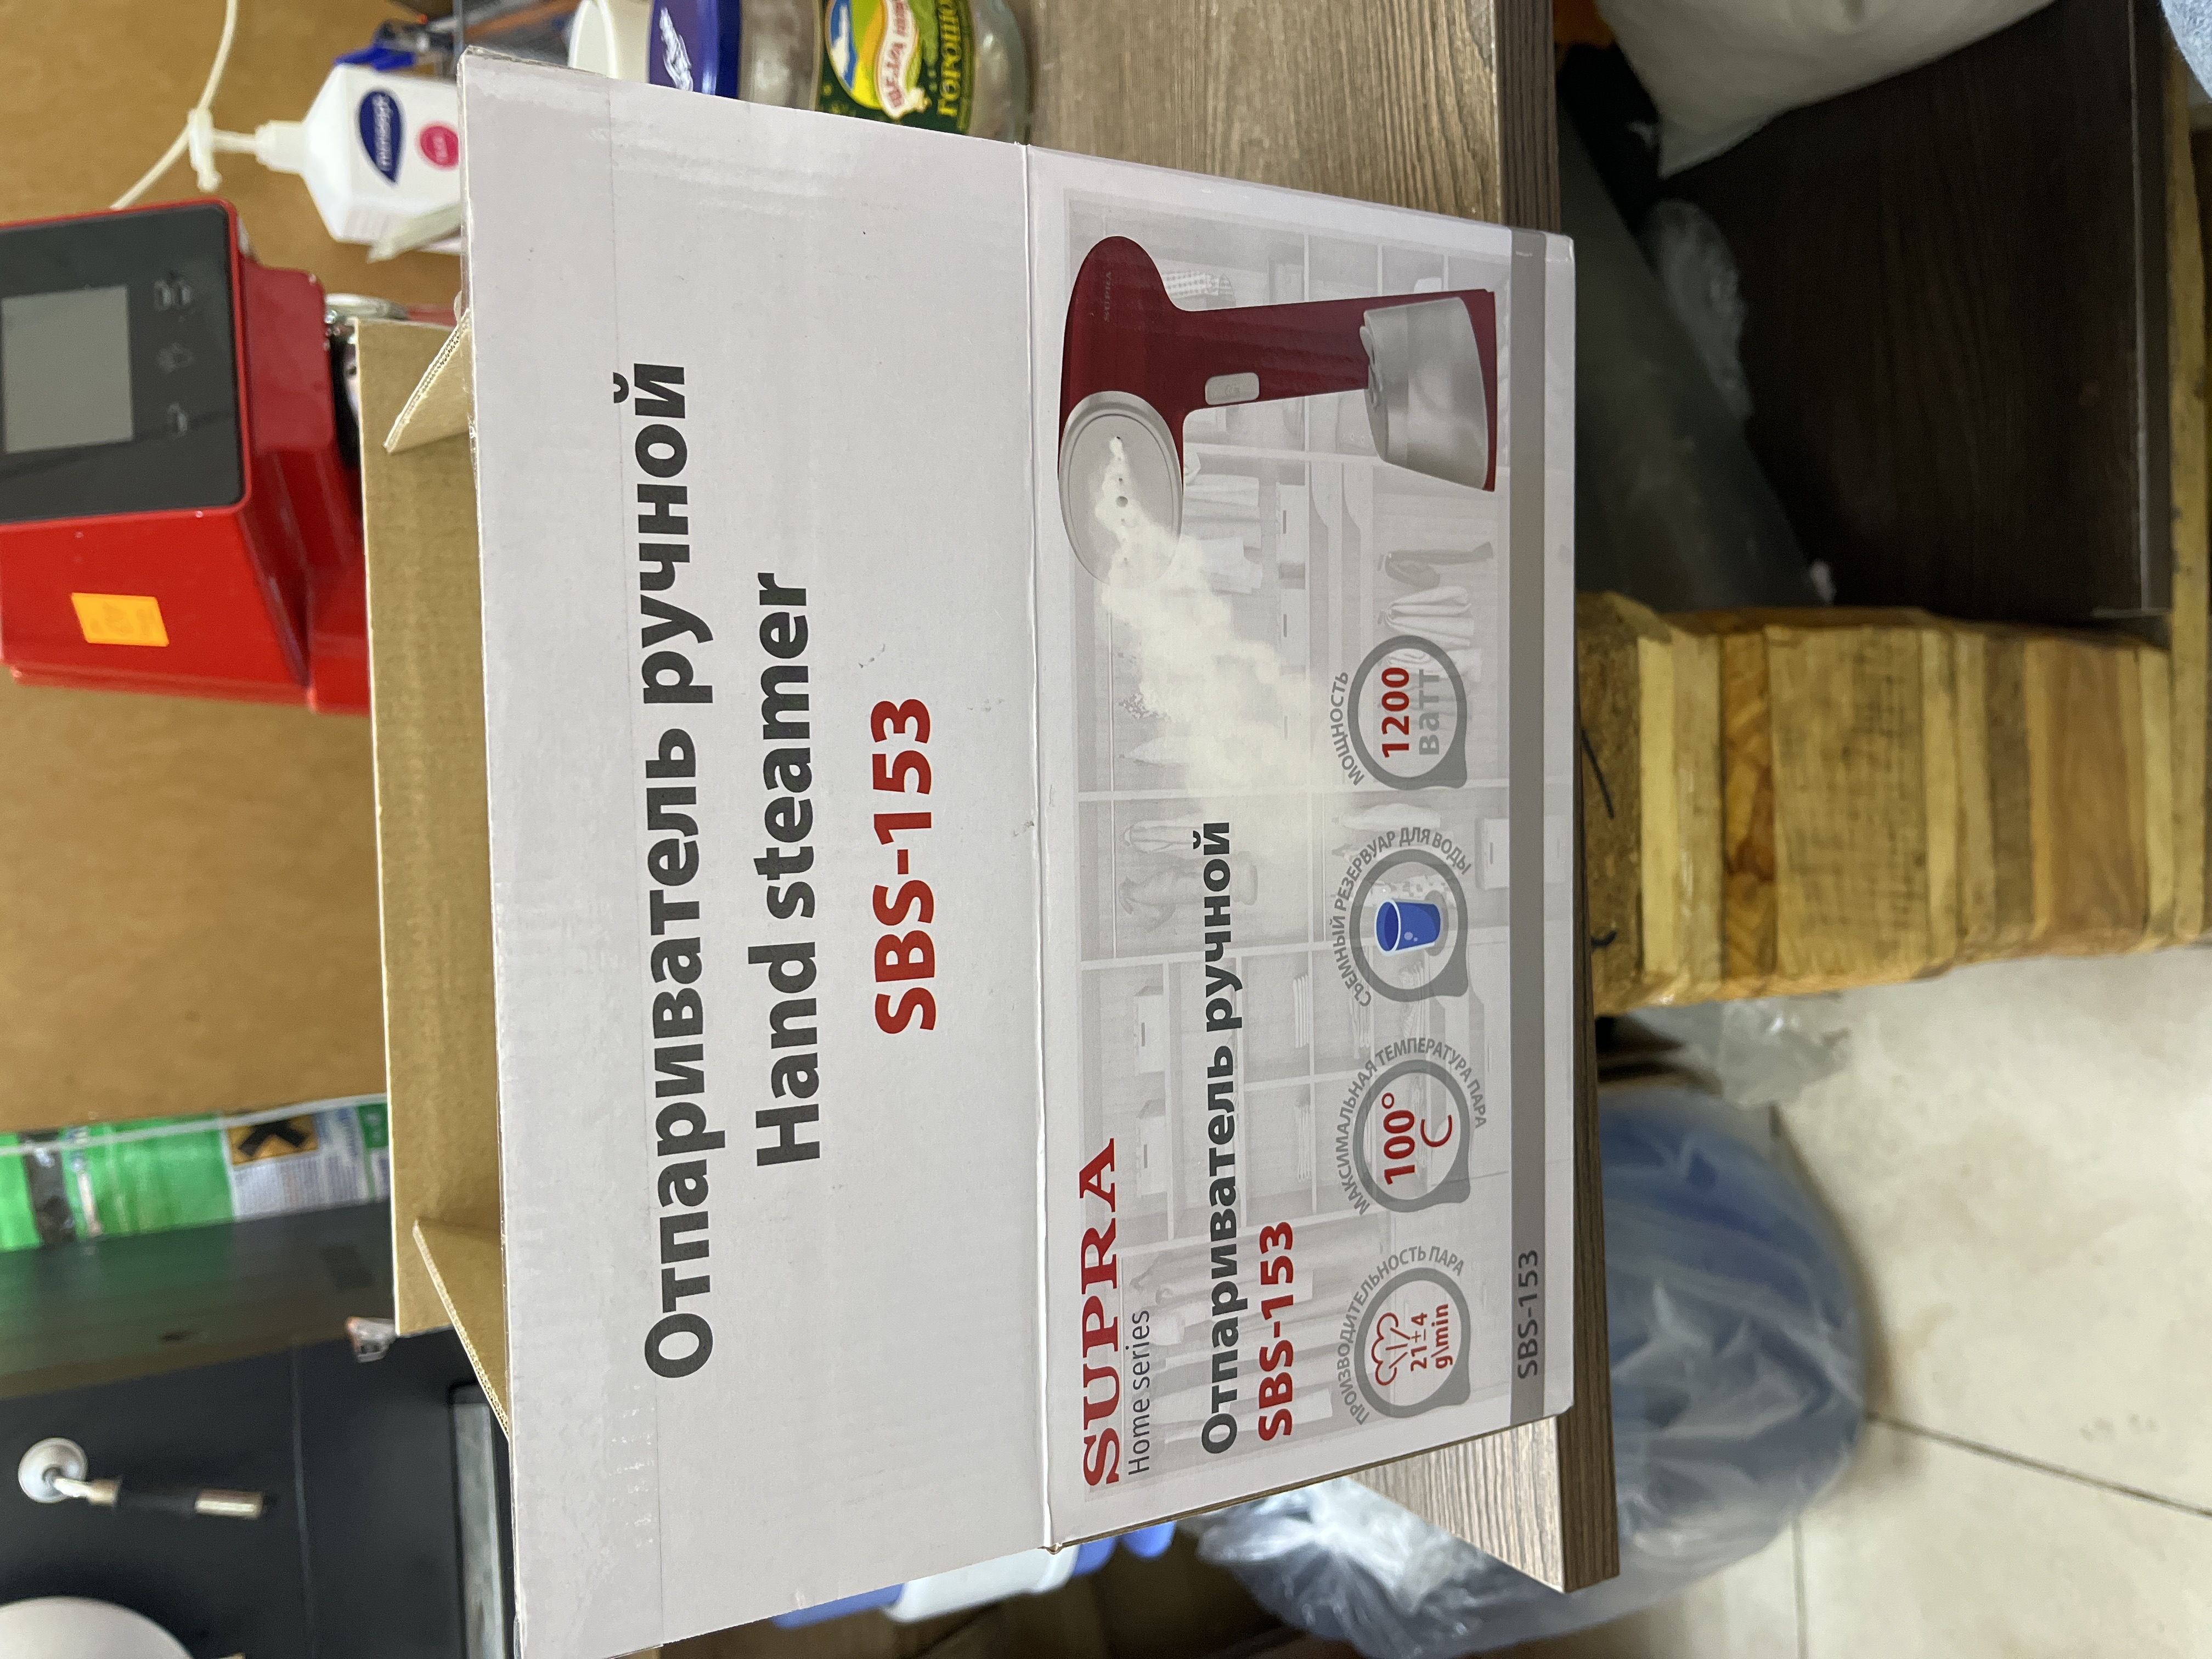 Отпариватель ручной
Hand steamer
SBS-153
SUPRA
Home series
Отпариватель ручной
SBS-153
ПРОИЗВОДИТЕЛЬНОСТЬ ПАРА
21±4
g\min
МАКСИМАЛЬНАЯ ТЕМПЕРАТУРА ПАРА
100°
C
СЪЕМНЫЙ РЕЗЕРВУАР ДЛЯ ВОДЫ
МОЩНОСТЬ
1200
Ватт
SUPRA
SBS-153